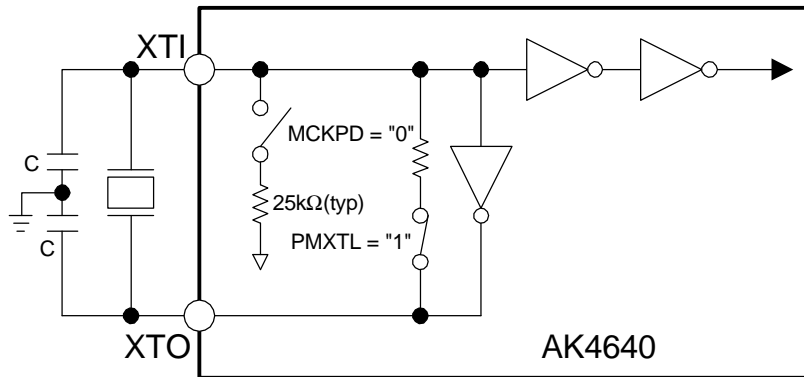 XTI
MCKPD = "0"
C
25kΩ(typ)
C
PMXTL = "1"
XTO
AK4640